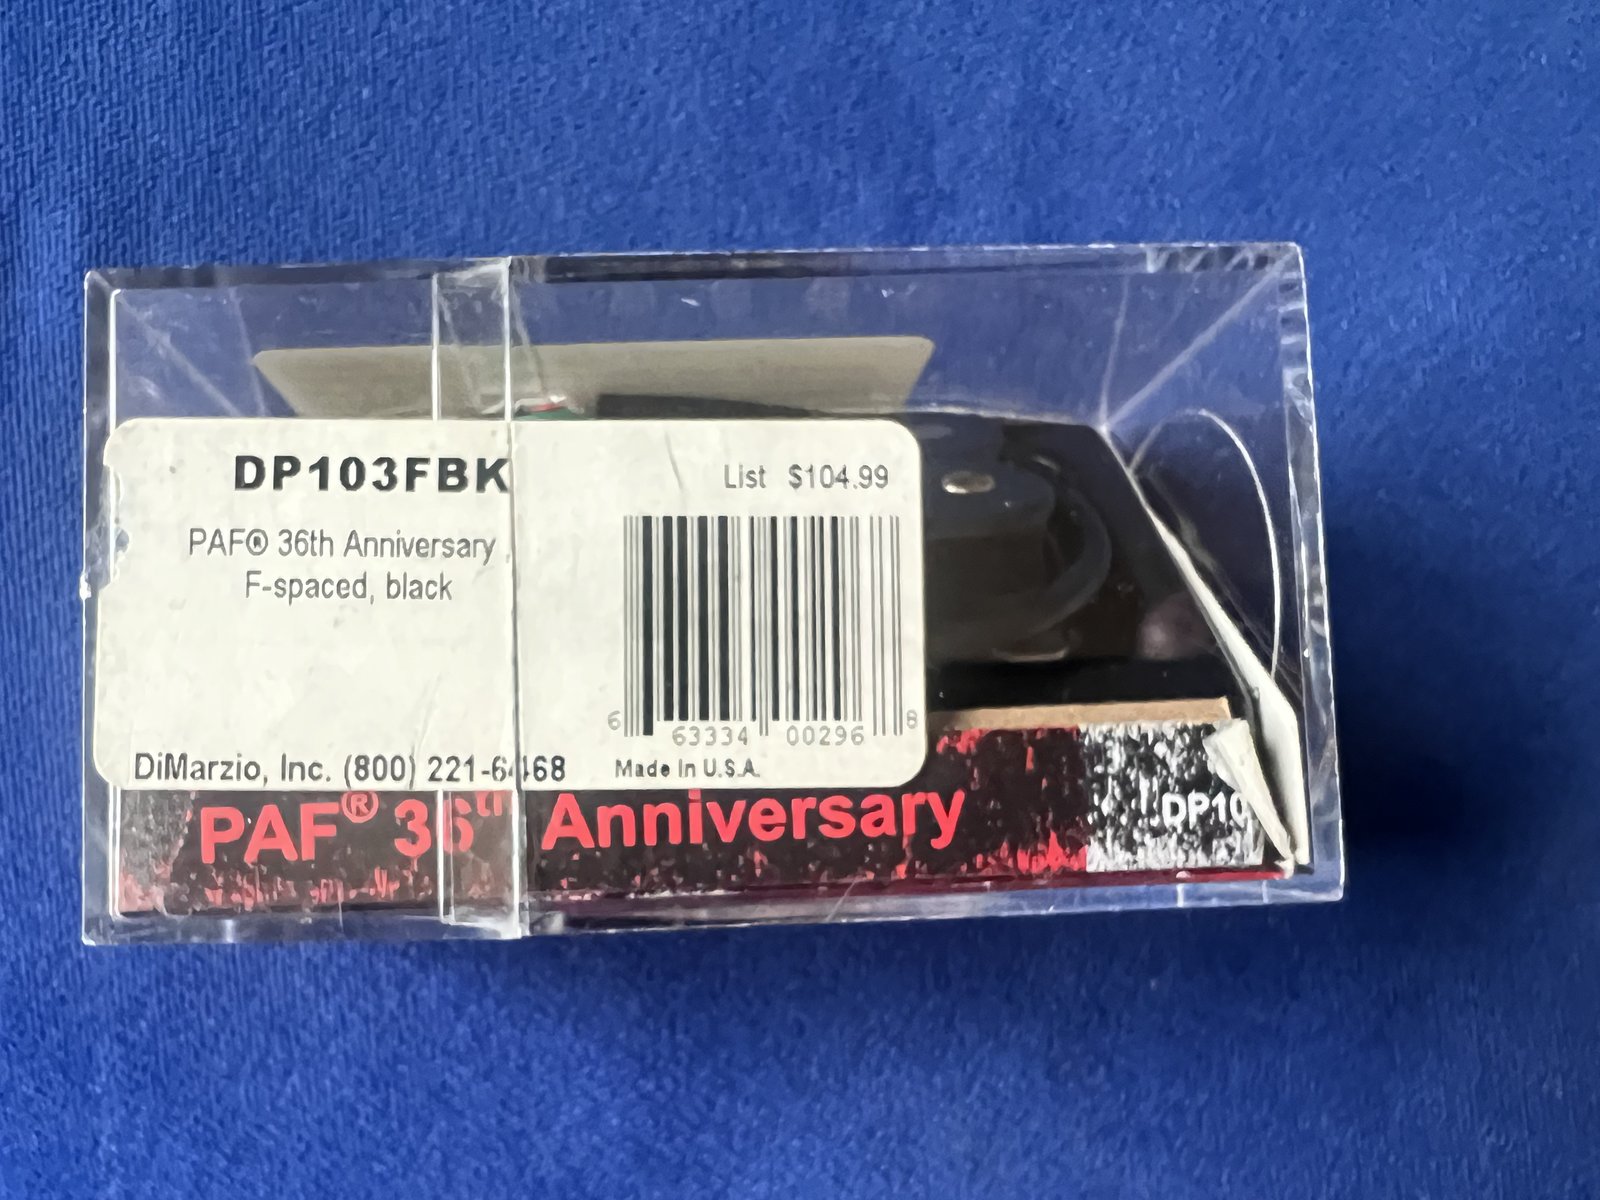 DP103FBK
List $104.99
PAF® 36th Anniversary
F-spaced, black
6 63334 00296 8
DiMarzio, Inc. (800) 221-6468
Made In U.S.A.
PAF® 36th Anniversary
DP10